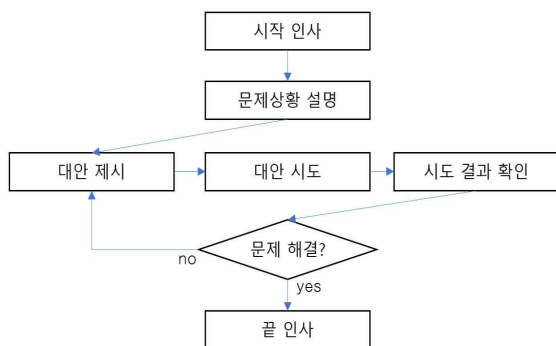 시작 인사
문제상황 설명
대안 제시
대안 시도
시도 결과 확인
문제 해결?
no
yes
끝 인사